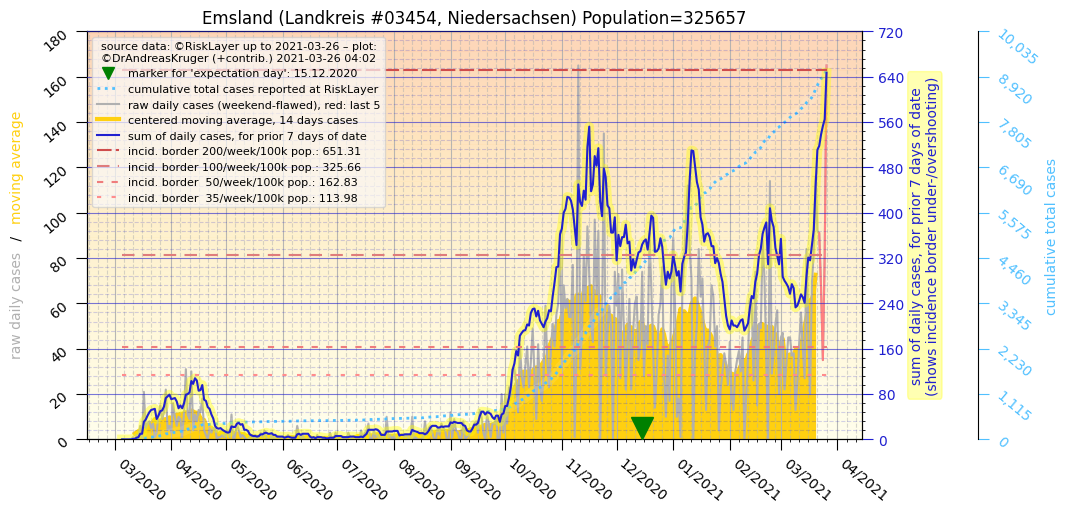 Emsland (Landkreis #03454, Niedersachsen) Population=325657
source data: ©RiskLayer up to 2021-03-26 – plot:
©DrAndreasKruger (+contrib.) 2021-03-26 04:02
marker for 'expectation day': 15.12.2020
cumulative total cases reported at RiskLayer
raw daily cases (weekend-flawed), red: last 5
centered moving average, 14 days cases
sum of daily cases, for prior 7 days of date
incid. border 200/week/100k pop.: 651.31
incid. border 100/week/100k pop.: 325.66
incid. border  50/week/100k pop.: 162.83
incid. border  35/week/100k pop.: 113.98
raw daily cases / moving average
180
160
140
120
100
80
60
40
20
0
03/2020
04/2020
05/2020
06/2020
07/2020
08/2020
09/2020
10/2020
11/2020
12/2020
01/2021
02/2021
03/2021
04/2021
720
640
560
480
400
320
240
160
80
0
sum of daily cases, for prior 7 days of date
(shows incidence border under-/overshooting)
10,035
8,920
7,805
6,690
5,575
4,460
3,345
2,230
1,115
0
cumulative total cases